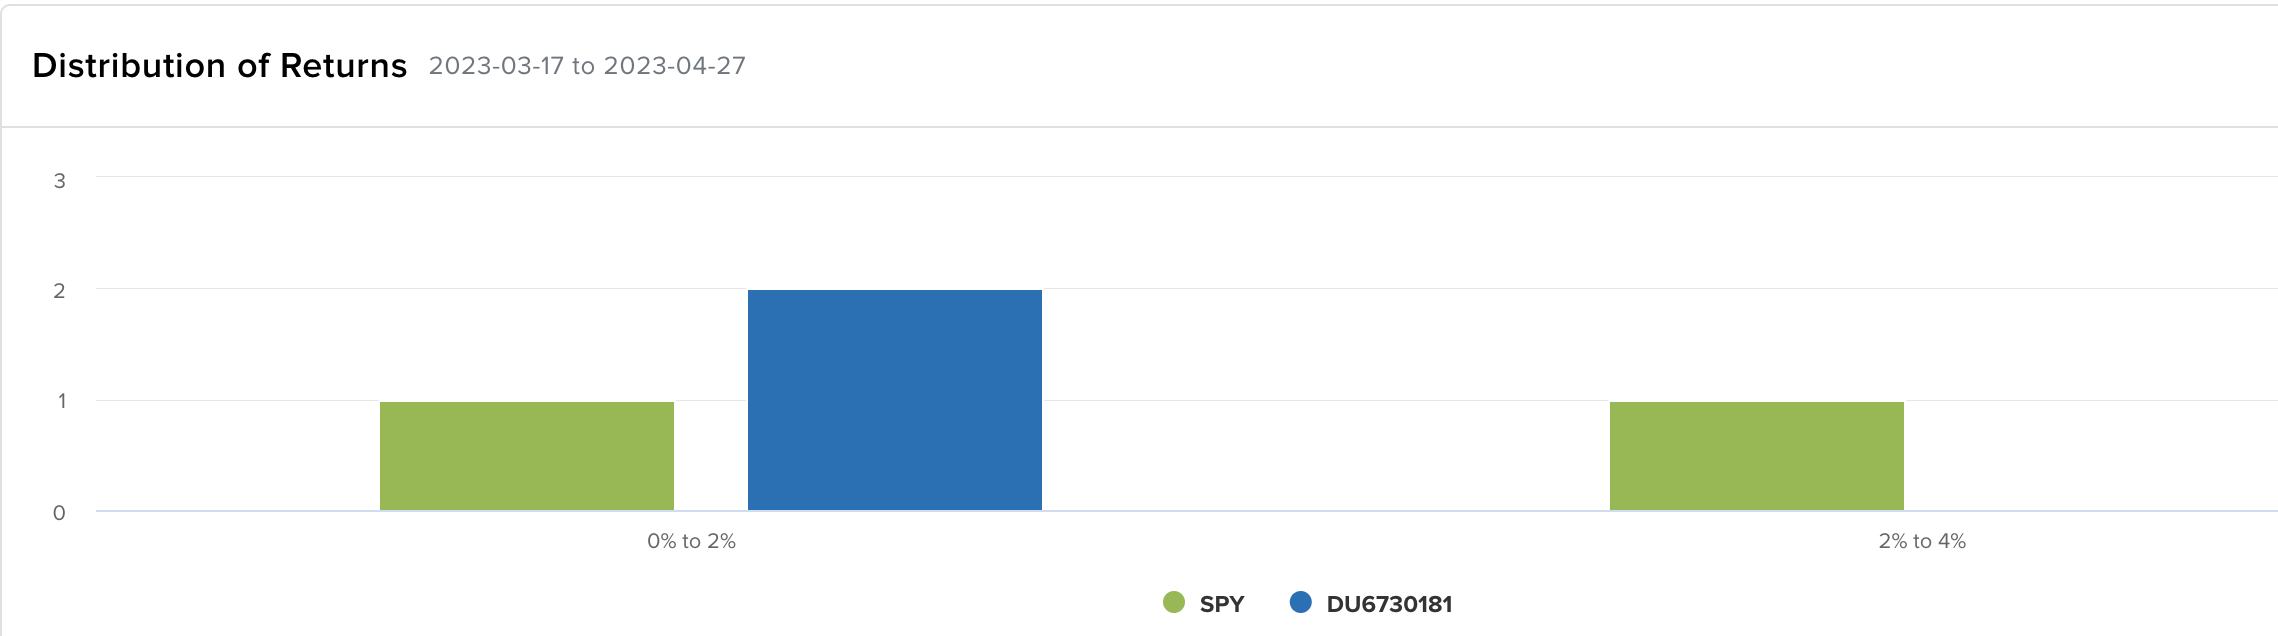 Distribution of Returns 2023-03-17 to 2023-04-27
3
2
1
0
0% to 2% 2% to 4%
SPY DU6730181